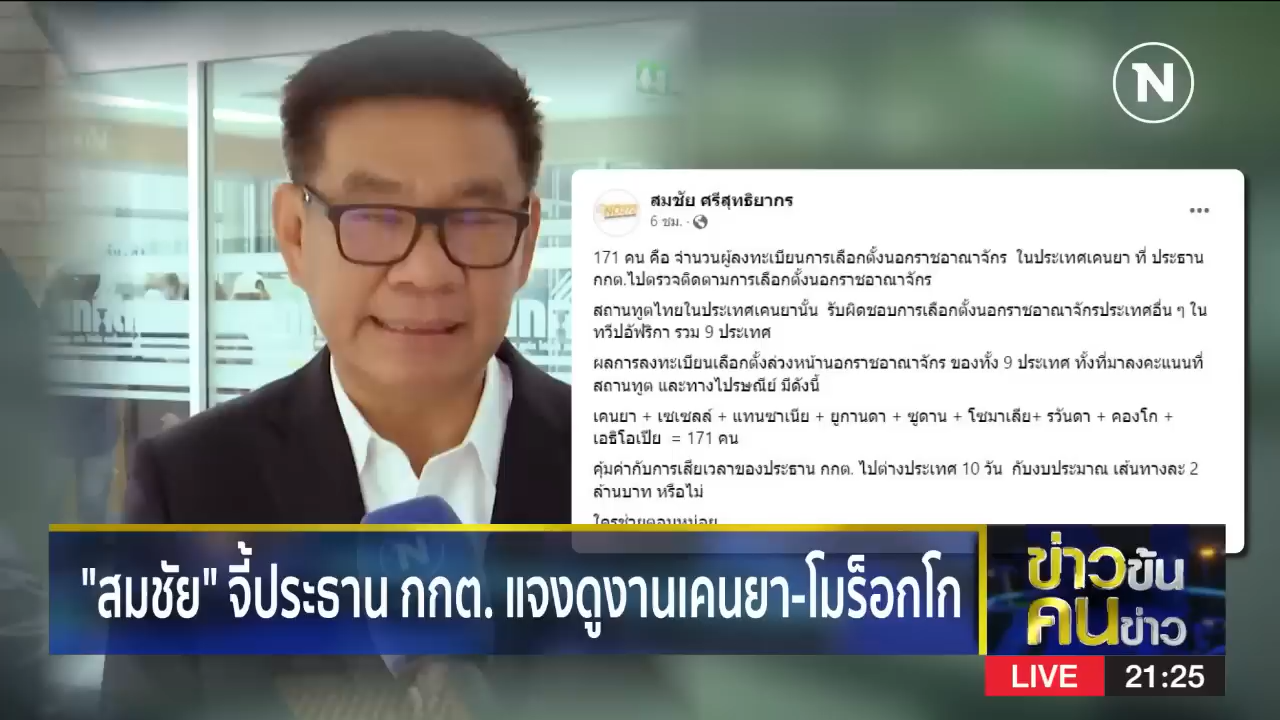 N
สมชัย ศรีสุทธิยากร
6 ชม.
171 คน คือ จำนวนผู้ลงทะเบียนการเลือกตั้งนอกราชอาณาจักร ในประเทศเคนยา ที่ ประธาน
กกต.ไปตรวจติดตามการเลือกตั้งนอกราชอาณาจักร
สถานทูตไทยในประเทศเคนยานั้น รับผิดชอบการเลือกตั้งนอกราชอาณาจักรประเทศอื่น ๆ ใน
ทวีปอัฟริกา รวม 9 ประเทศ
ผลการลงทะเบียนเลือกตั้งล่วงหน้านอกราชอาณาจักร ของทั้ง 9 ประเทศ ทั้งที่มาลงคะแนนที่
สถานทูต และทางไปรษณีย์ มีดังนี้
เคนยา + เซเชลล์ + แทนซาเนีย + ยูกานดา + ซูดาน + โซมาเลีย+ รวันดา + คองโก +
เอธิโอเปีย = 171 คน
คุ้มค่ากับการเสียเวลาของประธาน กกต. ไปต่างประเทศ 10 วัน กับงบประมาณ เส้นทางละ 2
ล้านบาท หรือไม่
ใครช่วยตอบหน่อย
"สมชัย" จี้ประธาน กกต. แจงดูงานเคนยา-โมร็อกโก
ข่าวข้น
คนข่าว
LIVE 21:25